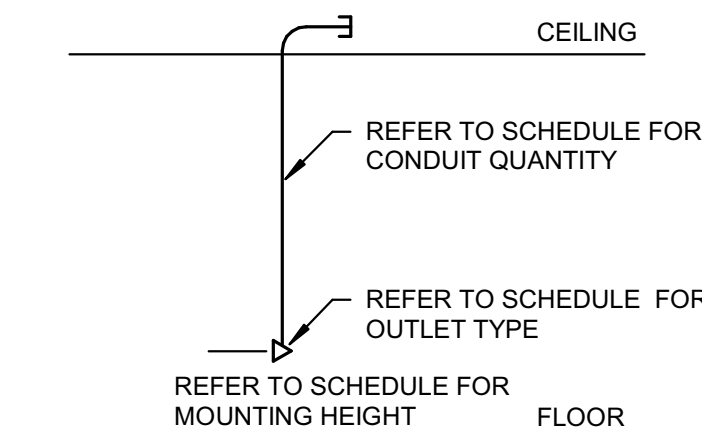 CEILING
REFER TO SCHEDULE FOR
CONDUIT QUANTITY
REFER TO SCHEDULE FOR
OUTLET TYPE
REFER TO SCHEDULE FOR
MOUNTING HEIGHT
FLOOR